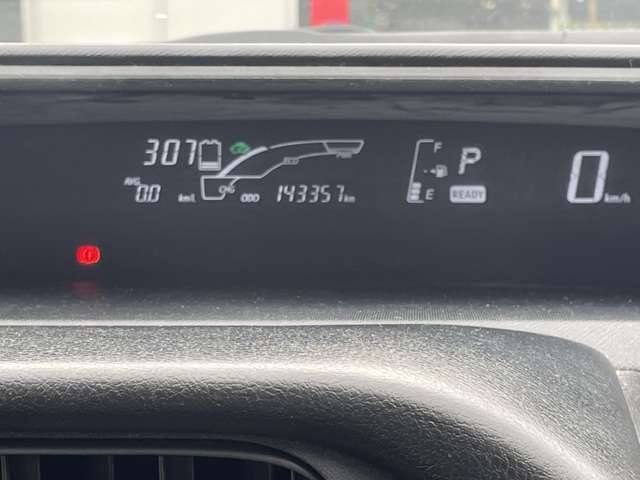 307
AVG
0.0 km/L
CHG
ECO
PWR
ODO 143357 km
F
E
P
READY
0 km/h